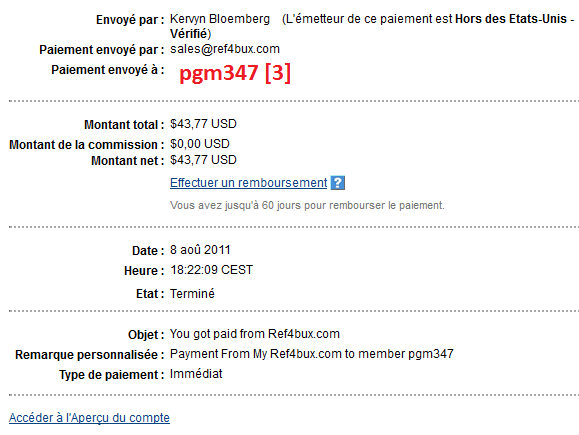 Envoyé par : Kervyn Bloemberg (L'émetteur de ce paiement est Hors des Etats-Unis -
Vérifié)
Paiement envoyé par : sales@ref4bux.com
Paiement envoyé à : pgm347 [3]
Montant total : $43,77 USD
Montant de la commission : $0,00 USD
Montant net : $43,77 USD
Effectuer un remboursement ?
Vous avez jusqu'à 60 jours pour rembourser le paiement.
Date : 8 aoû 2011
Heure : 18:22:09 CEST
Etat : Terminé
Objet : You got paid from Ref4bux.com
Remarque personnalisée : Payment From My Ref4bux.com to member pgm347
Type de paiement : Immédiat
Accéder à l'Aperçu du compte